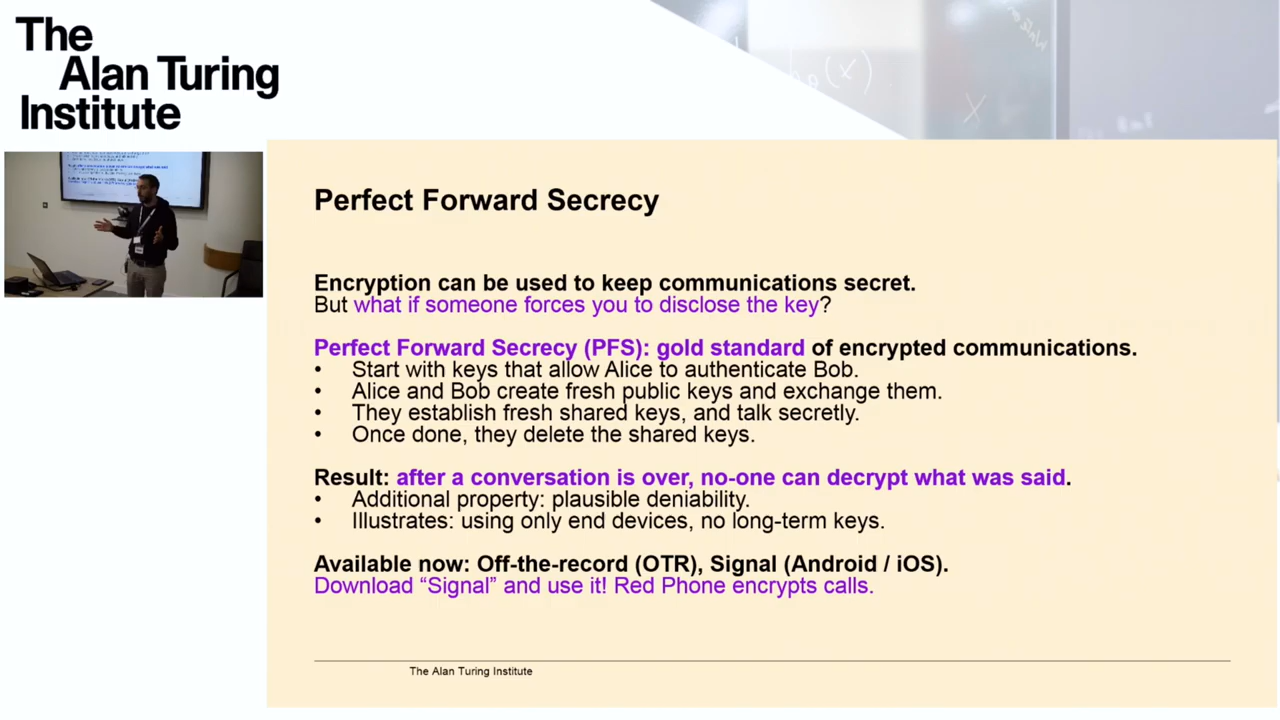 The
Alan Turing
Institute
Perfect Forward Secrecy
Encryption can be used to keep communications secret.
But what if someone forces you to disclose the key?
Perfect Forward Secrecy (PFS): gold standard of encrypted communications.
• Start with keys that allow Alice to authenticate Bob.
• Alice and Bob create fresh public keys and exchange them.
• They establish fresh shared keys, and talk secretly.
• Once done, they delete the shared keys.
Result: after a conversation is over, no-one can decrypt what was said.
• Additional property: plausible deniability.
• Illustrates: using only end devices, no long-term keys.
Available now: Off-the-record (OTR), Signal (Android / iOS).
Download “Signal” and use it! Red Phone encrypts calls.
The Alan Turing Institute